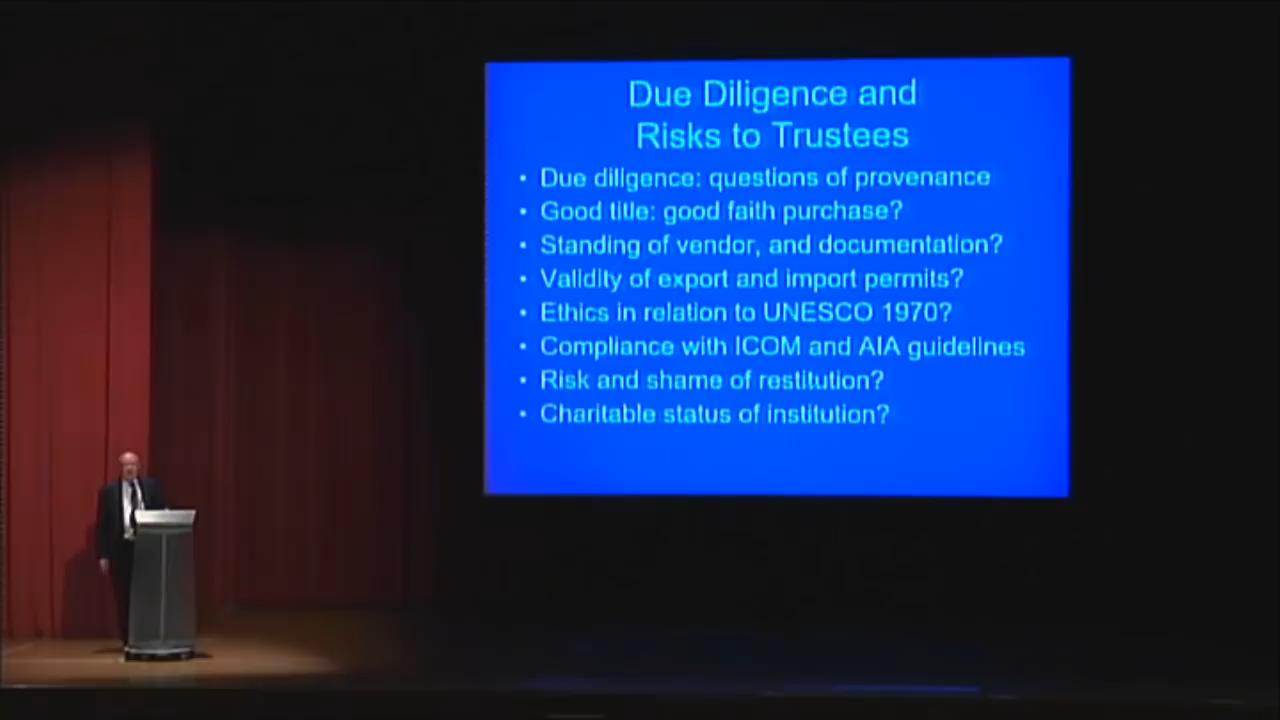 Due Diligence and
Risks to Trustees
• Due diligence: questions of provenance
• Good title: good faith purchase?
• Standing of vendor, and documentation?
• Validity of export and import permits?
• Ethics in relation to UNESCO 1970?
• Compliance with ICOM and AIA guidelines
• Risk and shame of restitution?
• Charitable status of institution?